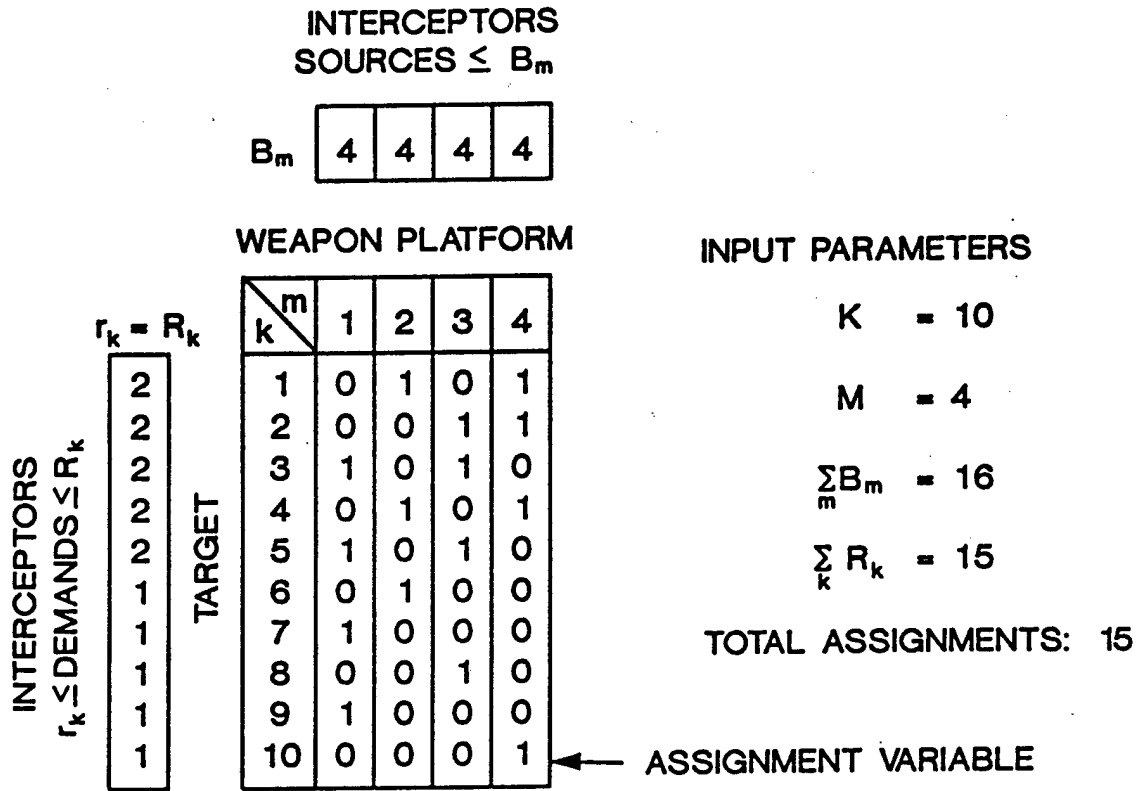 INTERCEPTORS
SOURCES ≤ Bm
Bm 4 4 4 4
WEAPON PLATFORM
rk = Rk
k m 1 2 3 4
2 1 0 1 0 1
2 2 0 0 1 1
2 3 1 0 1 0
2 4 0 1 0 1
2 5 1 0 1 0
1 6 0 1 0 0
1 7 1 0 0 0
1 8 0 0 1 0
1 9 1 0 0 0
1 10 0 0 0 1
INTERCEPTORS
rk ≤ DEMANDS ≤ Rk
TARGET
INPUT PARAMETERS
K = 10
M = 4
∑m Bm = 16
∑k Rk = 15
TOTAL ASSIGNMENTS: 15
ASSIGNMENT VARIABLE